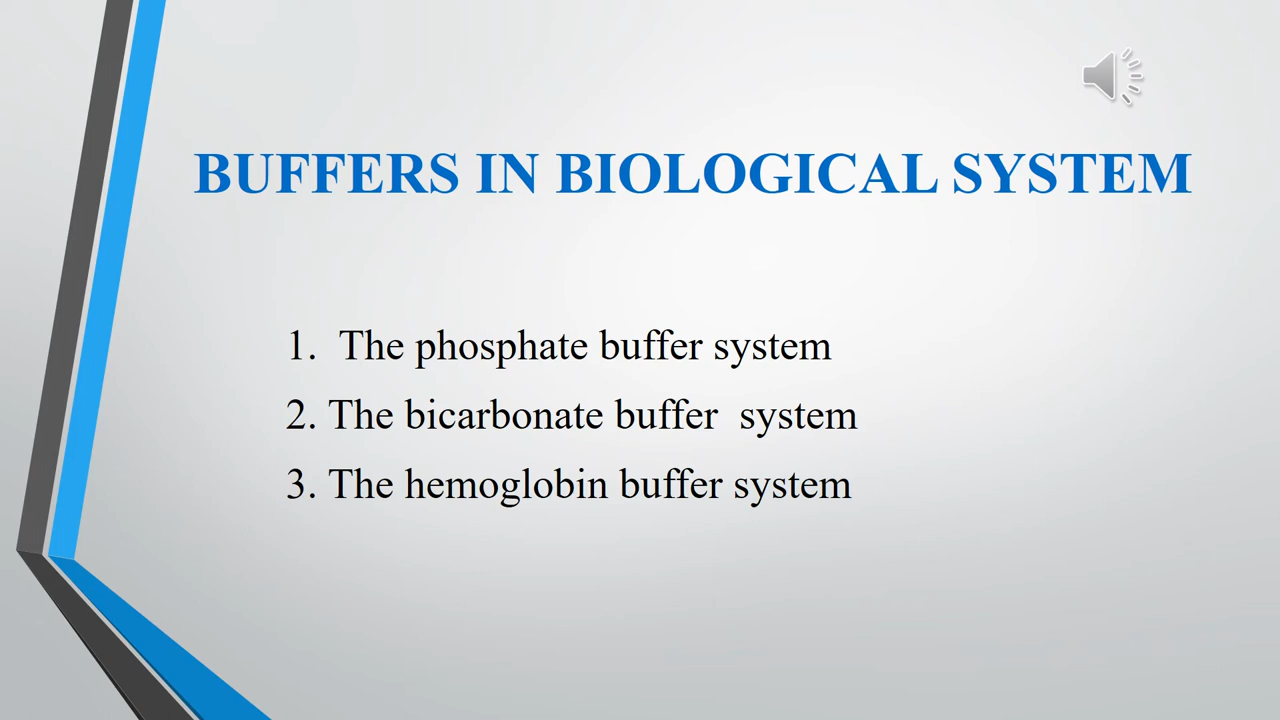 BUFFERS IN BIOLOGICAL SYSTEM
1. The phosphate buffer system
2. The bicarbonate buffer system
3. The hemoglobin buffer system